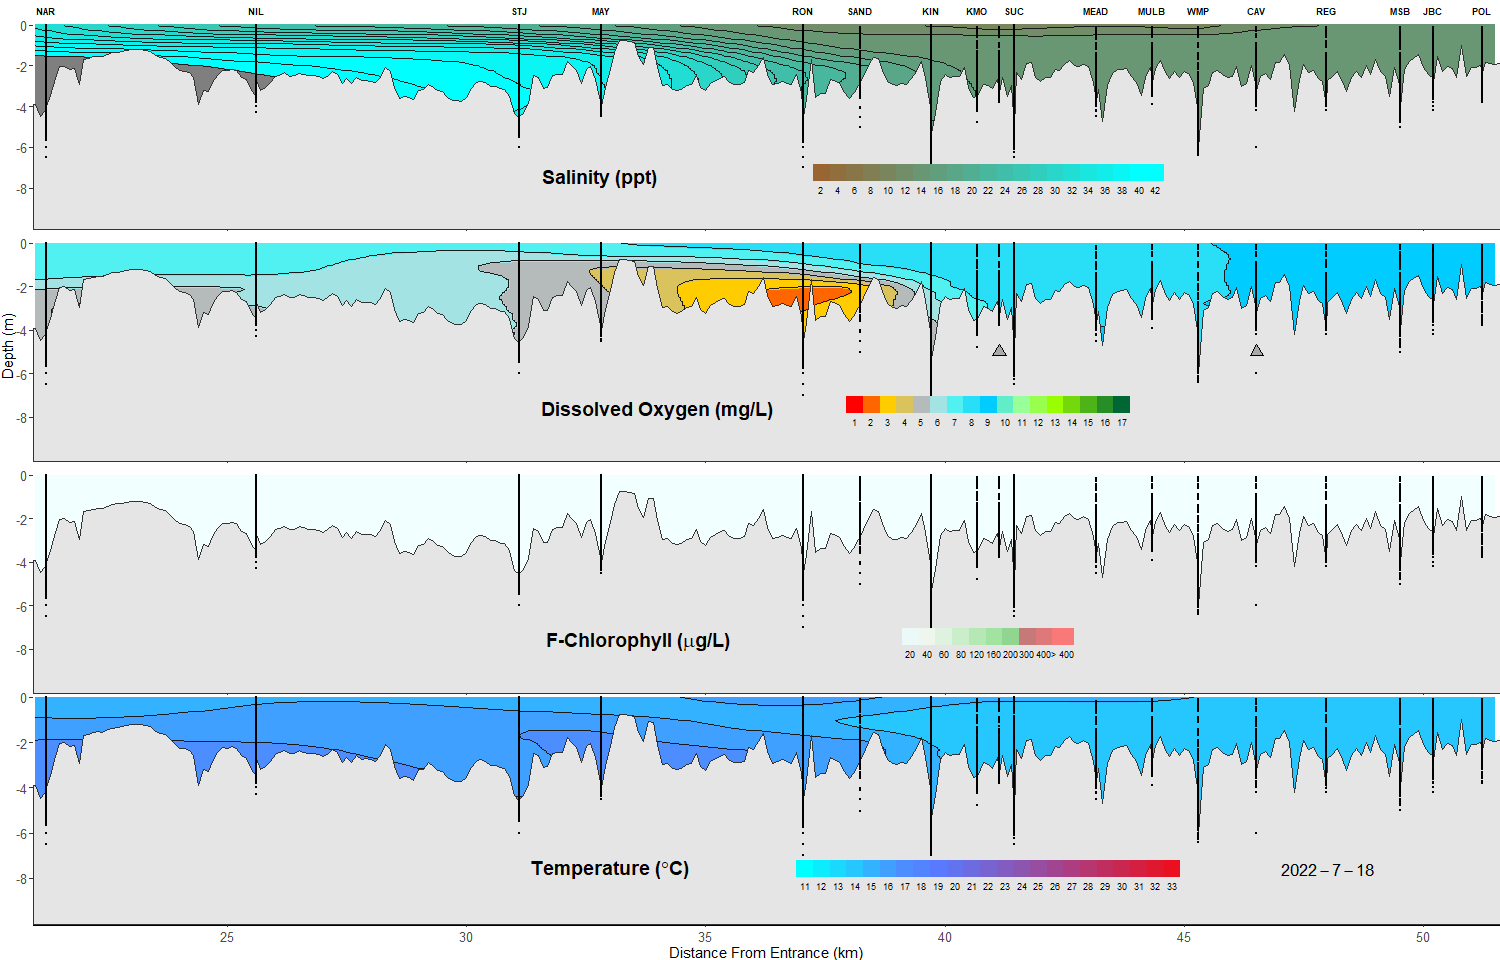 NAR NIL STJ MAY RON SAND KIN KMO SUC MEAD MULB WMP CAV REG MSB JBC POL
0
-2
-4
-6
-8
Salinity (ppt)
2 4 6 8 10 12 14 16 18 20 22 24 26 28 30 32 34 36 38 40 42
0
-2
-4
-6
-8
Depth (m)
Dissolved Oxygen (mg/L)
1 2 3 4 5 6 7 8 9 10 11 12 13 14 15 16 17
0
-2
-4
-6
-8
F-Chlorophyll (μg/L)
20 40 60 80 120 160 200 300 400> 400
0
-2
-4
-6
-8
Temperature (°C)
11 12 13 14 15 16 17 18 19 20 21 22 23 24 25 26 27 28 29 30 31 32 33
2022 – 7 – 18
25 30 35 40 45 50
Distance From Entrance (km)